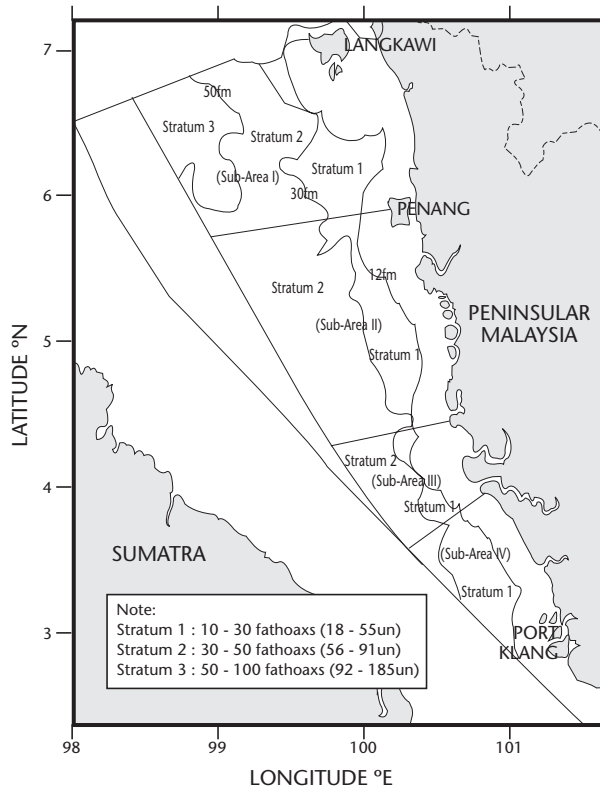 7
LANGKAWI
50fm
Stratum 3
Stratum 2
Stratum 1
(Sub-Area I)
30fm
6
PENANG
12fm
Stratum 2
PENINSULAR
MALAYSIA
(Sub-Area II)
5
Stratum 1
LATITUDE ºN
Stratum 2
(Sub-Area III)
4
Stratum 1
SUMATRA
(Sub-Area IV)
Stratum 1
Note:
Stratum 1 : 10 - 30 fathoaxs (18 - 55un)
Stratum 2 : 30 - 50 fathoaxs (56 - 91un)
Stratum 3 : 50 - 100 fathoaxs (92 - 185un)
3
PORT
KLANG
98
99
100
101
LONGITUDE ºE